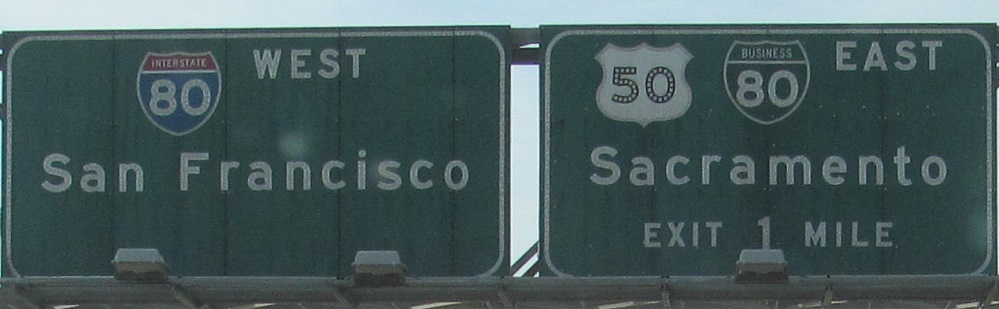 INTERSTATE
80
WEST
San Francisco
50
BUSINESS
80
EAST
Sacramento
EXIT 1 MILE